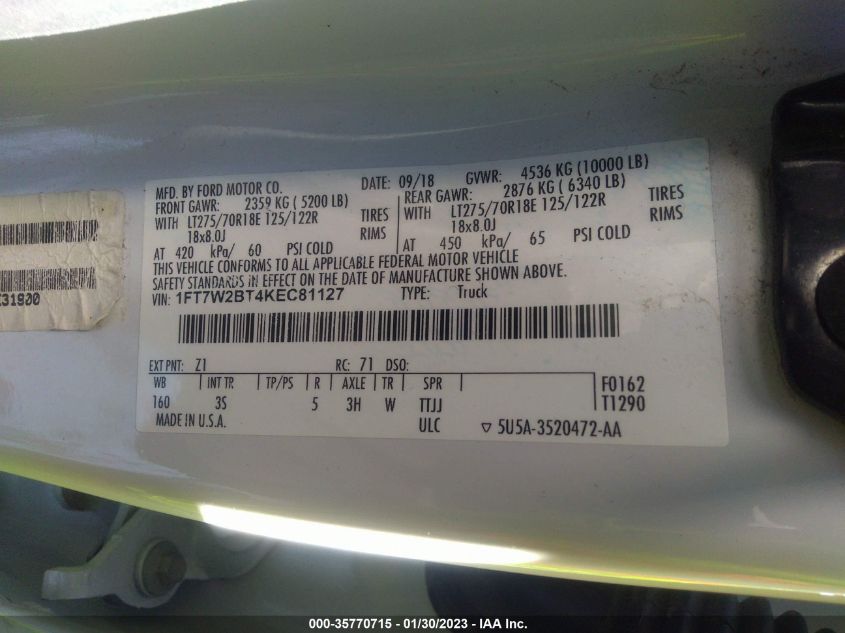 MFD. BY FORD MOTOR CO. DATE: 09/18 GVWR: 4536 KG (10000 LB)
FRONT GAWR: 2359 KG ( 5200 LB) REAR GAWR: 2876 KG ( 6340 LB)
WITH LT275/70R18E 125/122R TIRES WITH LT275/70R18E 125/122R TIRES
18x8.0J RIMS 18x8.0J RIMS
AT 420 kPa/ 60 PSI COLD AT 450 kPa/ 65 PSI COLD
THIS VEHICLE CONFORMS TO ALL APPLICABLE FEDERAL MOTOR VEHICLE
SAFETY STANDARDS IN EFFECT ON THE DATE OF MANUFACTURE SHOWN ABOVE.
VIN: 1FT7W2BT4KEC81127 TYPE: Truck
31900
EXT PNT: Z1 RC: 71 DSO:
WB INT TR TP/PS R AXLE TR SPR F0162
160 3S 5 3H W TTJJ T1290
MADE IN U.S.A. ULC ▽ 5U5A-3520472-AA
000-35770715 - 01/30/2023 - IAA Inc.